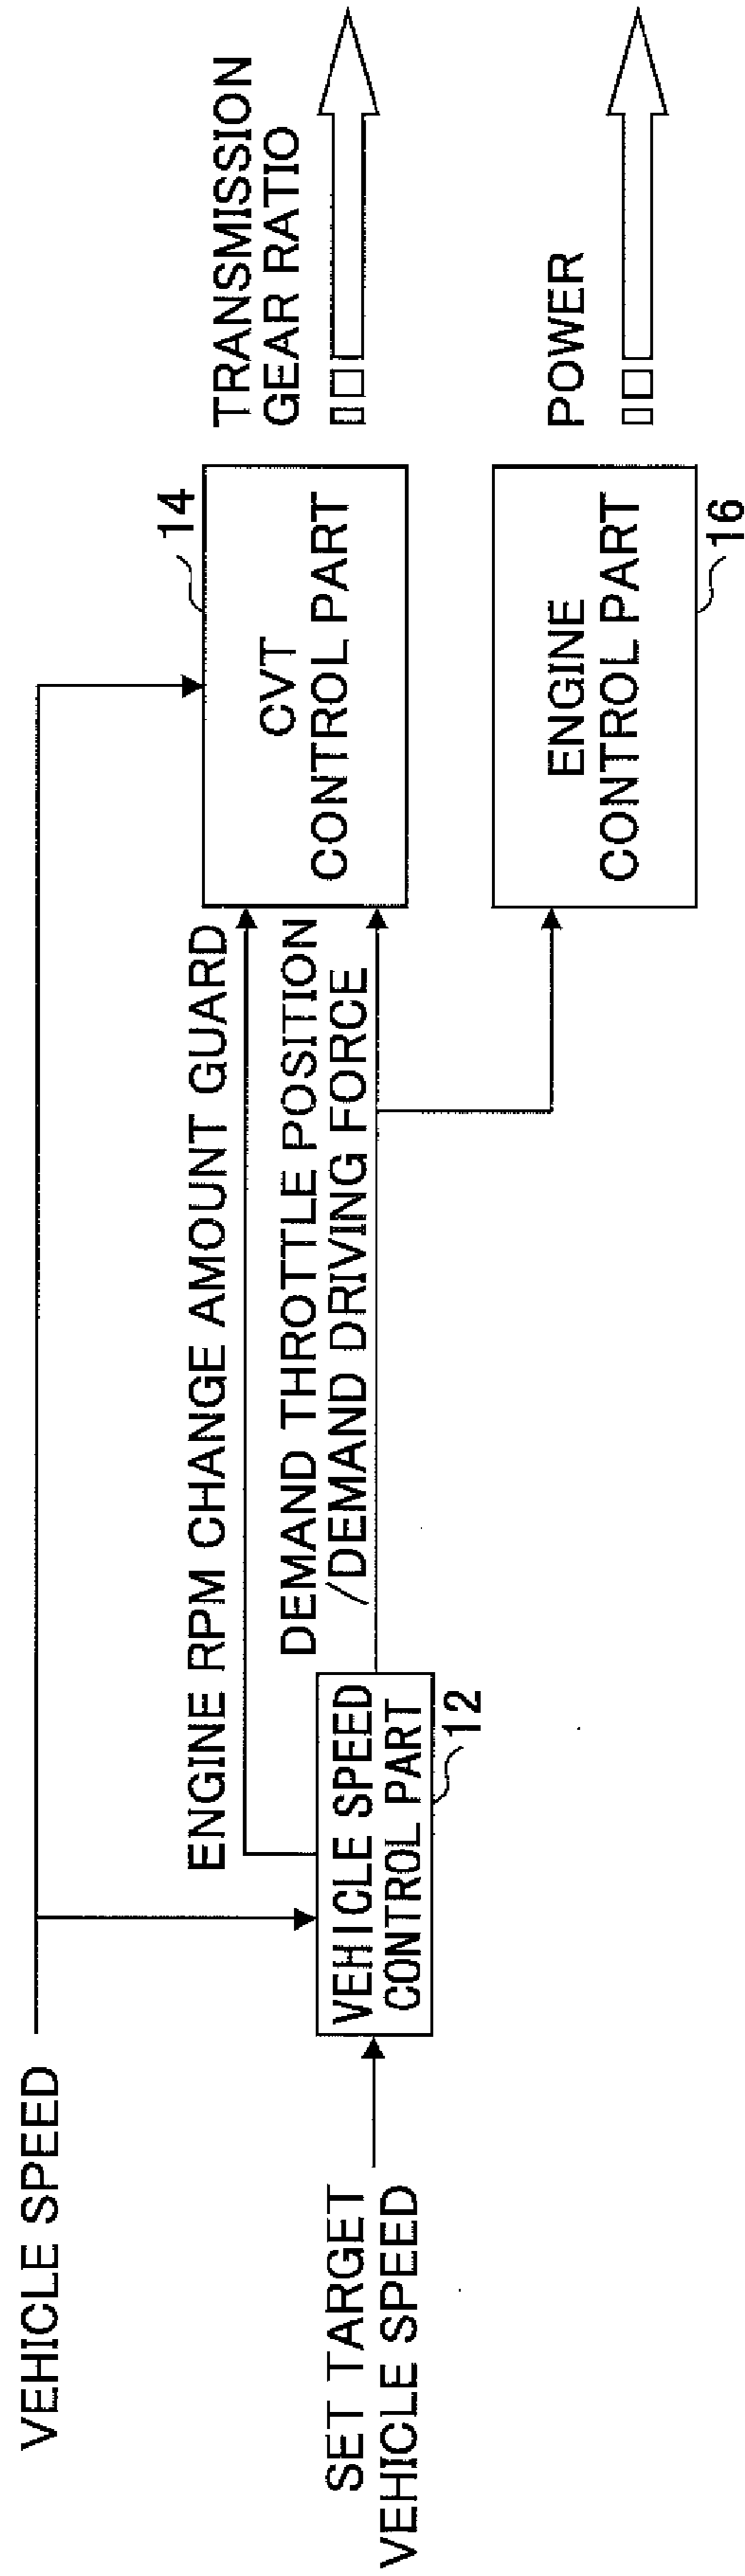 VEHICLE SPEED
SET TARGET
VEHICLE SPEED
VEHICLE SPEED
CONTROL PART
12
ENGINE RPM CHANGE AMOUNT GUARD
DEMAND THROTTLE POSITION
/DEMAND DRIVING FORCE
14
CVT
CONTROL PART
ENGINE
CONTROL PART
16
TRANSMISSION
GEAR RATIO
POWER